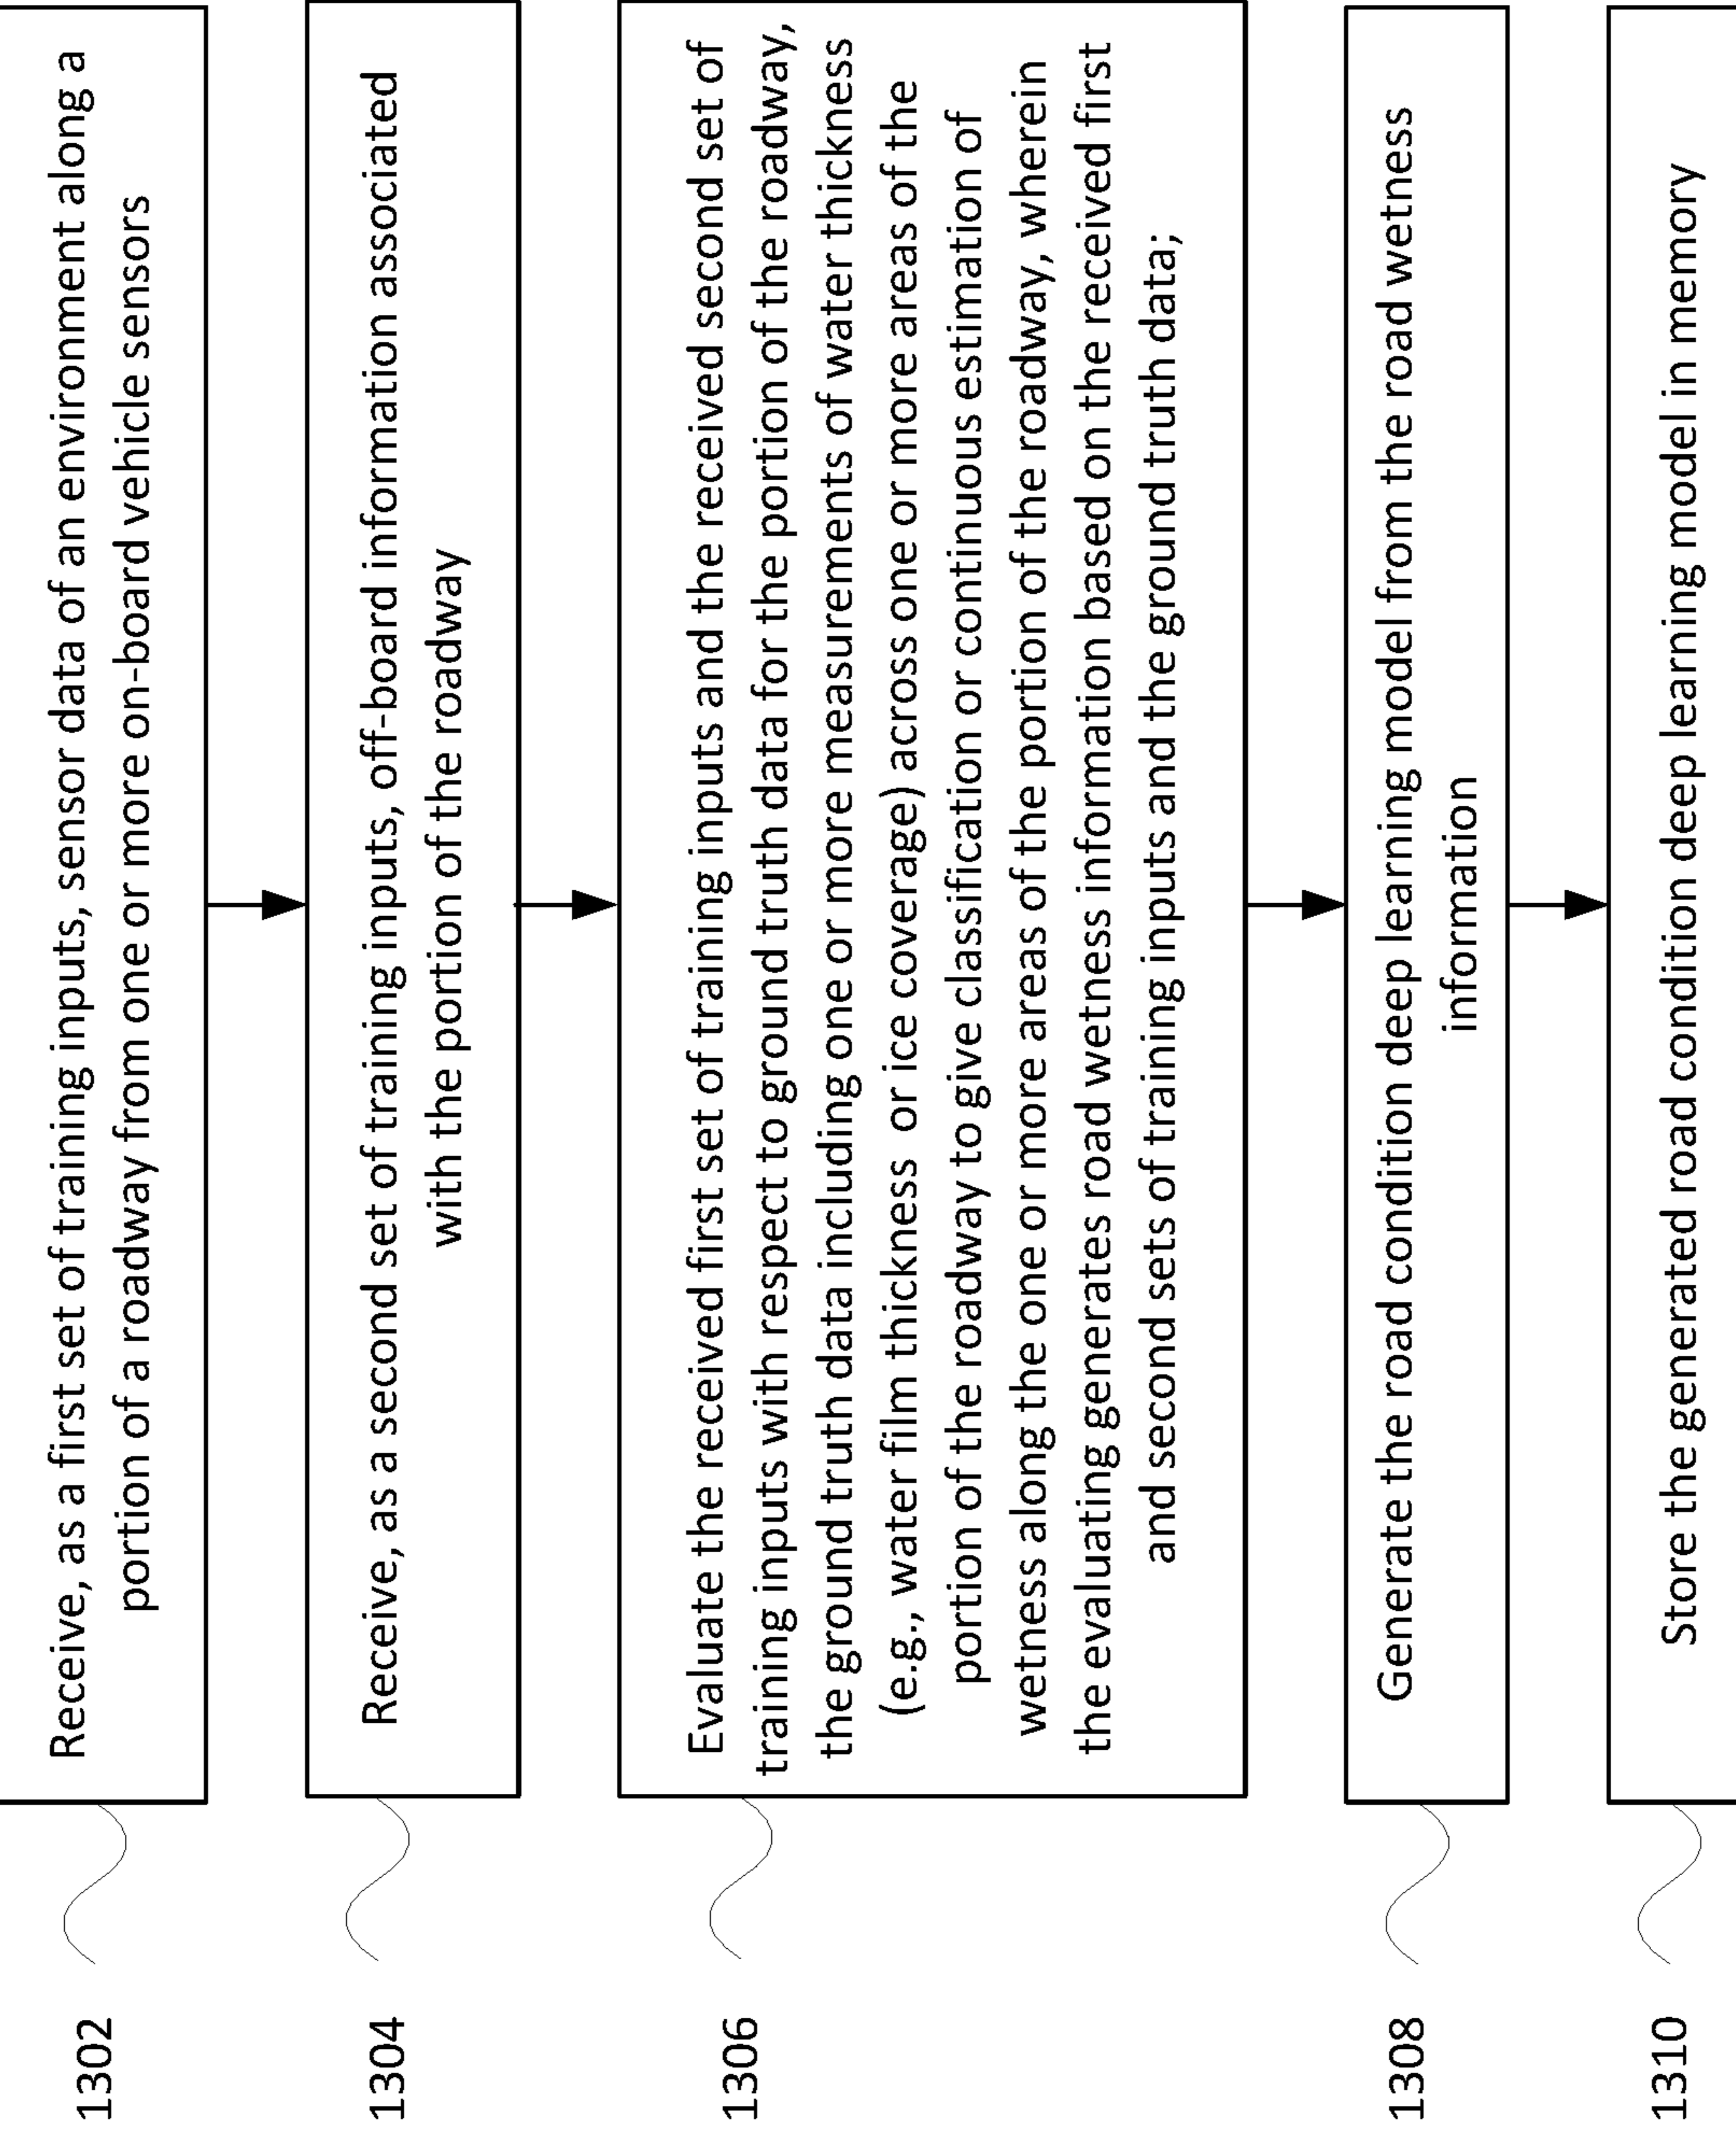 1302
Receive, as a first set of training inputs, sensor data of an environment along a
portion of a roadway from one or more on-board vehicle sensors
1304
Receive, as a second set of training inputs, off-board information associated
with the portion of the roadway
1306
Evaluate the received first set of training inputs and the received second set of
training inputs with respect to ground truth data for the portion of the roadway,
the ground truth data including one or more measurements of water thickness
(e.g., water film thickness or ice coverage) across one or more areas of the
portion of the roadway to give classification or continuous estimation of
wetness along the one or more areas of the portion of the roadway, wherein
the evaluating generates road wetness information based on the received first
and second sets of training inputs and the ground truth data;
1308
Generate the road condition deep learning model from the road wetness
information
1310
Store the generated road condition deep learning model in memory